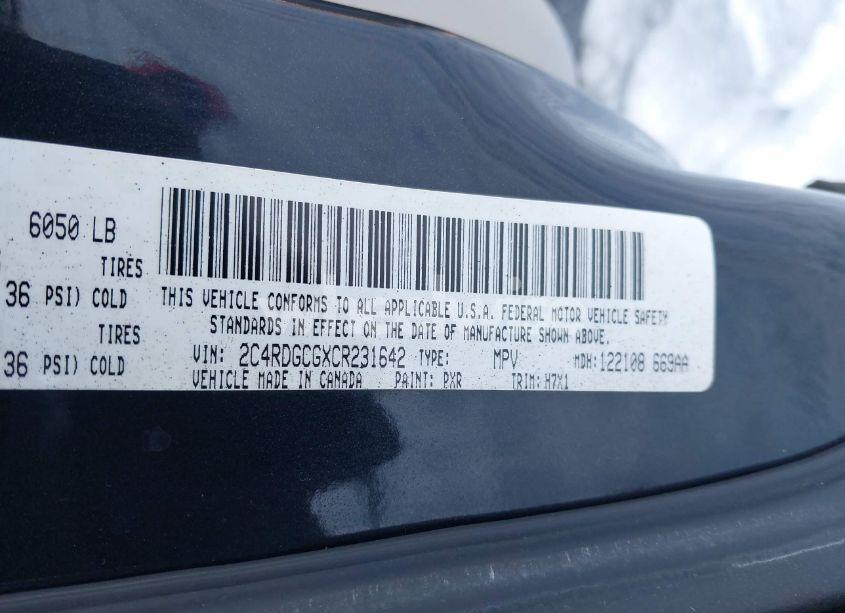 6050 LB
TIRES
36 PSI) COLD
TIRES
36 PSI) COLD
THIS VEHICLE CONFORMS TO ALL APPLICABLE U.S.A. FEDERAL MOTOR VEHICLE SAFETY
STANDARDS IN EFFECT ON THE DATE OF MANUFACTURE SHOWN ABOVE.
VIN: 2C4RDGCGXCR231642 TYPE: MPV MDH: 122108 669AA
VEHICLE MADE IN CANADA PAINT: PXR TRIM: H7X1